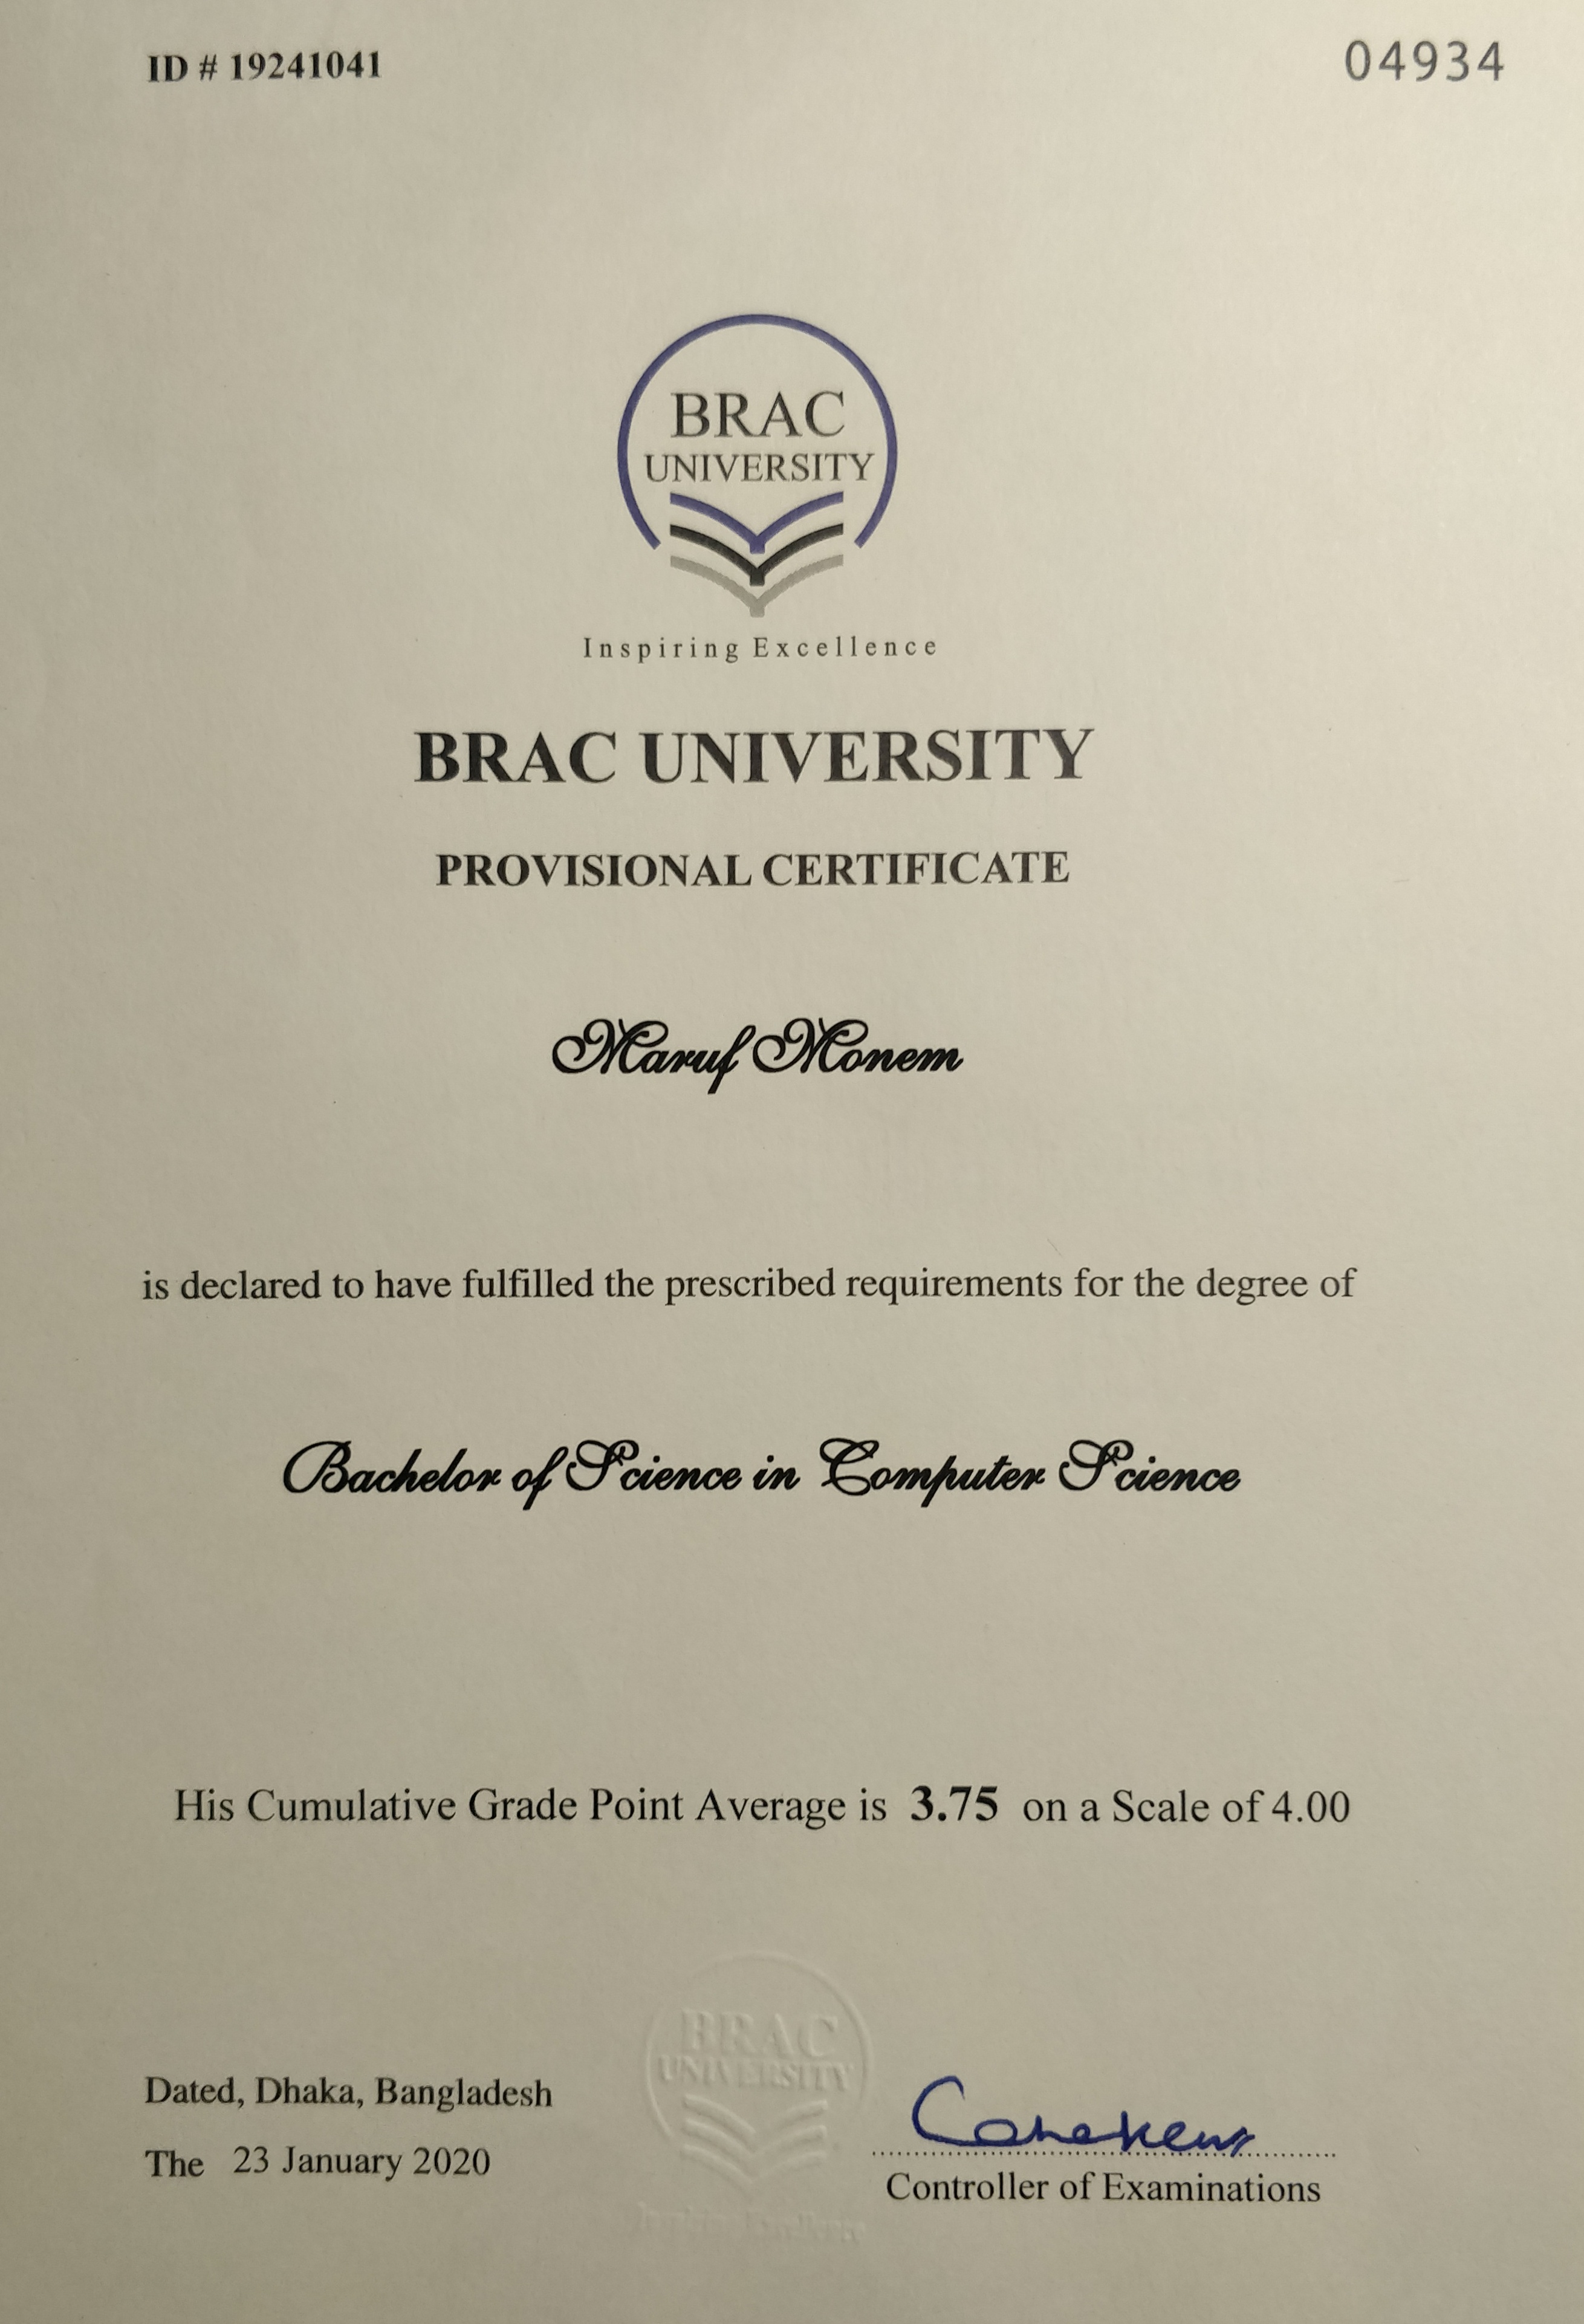 ID # 19241041
04934
BRAC
UNIVERSITY
Inspiring Excellence
BRAC UNIVERSITY
PROVISIONAL CERTIFICATE
Maruf Monem
is declared to have fulfilled the prescribed requirements for the degree of
Bachelor of Science in Computer Science
His Cumulative Grade Point Average is 3.75 on a Scale of 4.00
BRAC
UNIVERSITY
Inspiring Excellence
Dated, Dhaka, Bangladesh
The 23 January 2020
Controller of Examinations